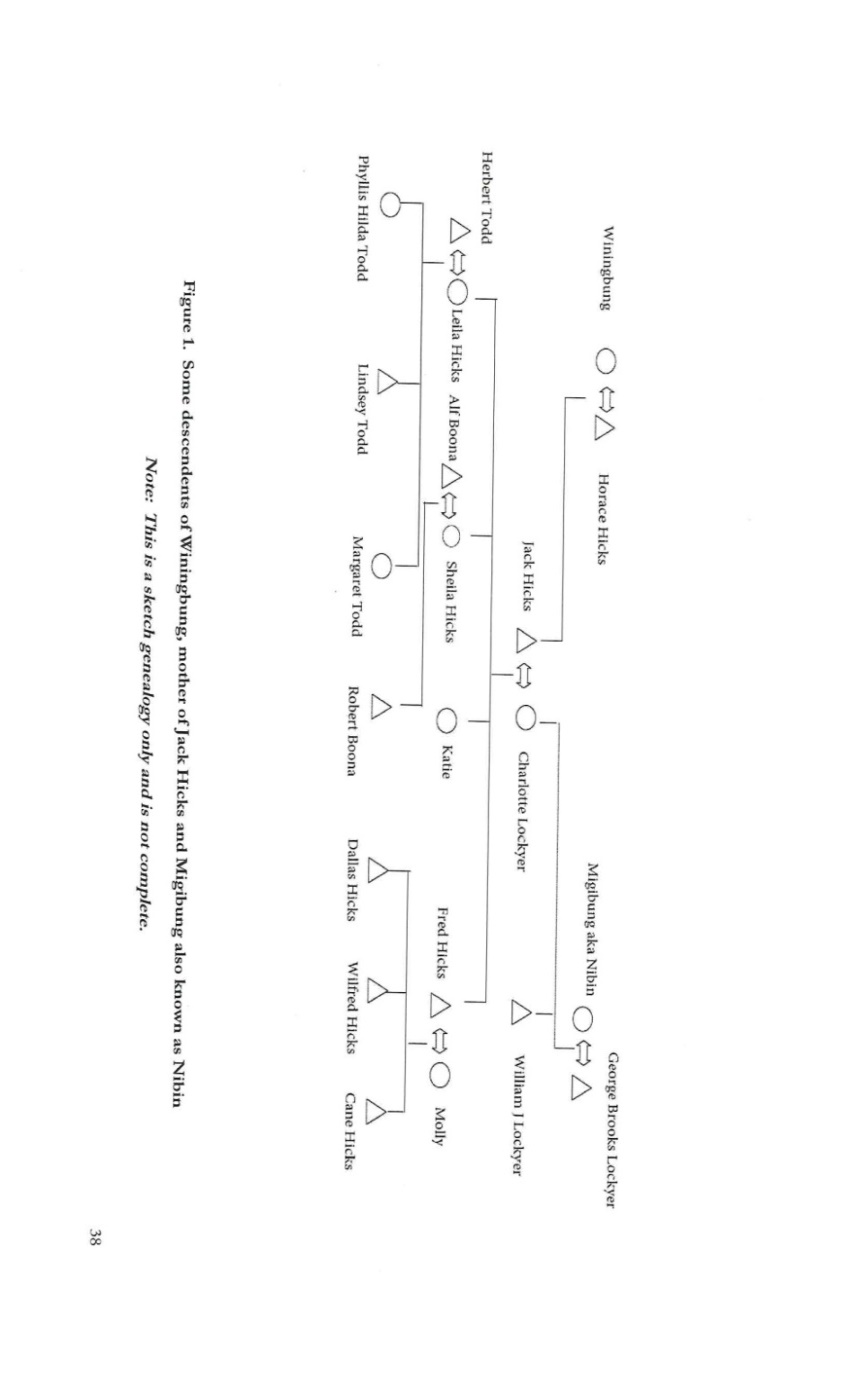 Winingbung
Horace Hicks
Migibung aka Nibin
George Brooks Lockyer
Jack Hicks
Charlotte Lockyer
William J Lockyer
Herbert Todd
Leila Hicks
Alf Boona
Sheila Hicks
Katie
Fred Hicks
Molly
Phyllis Hilda Todd
Lindsey Todd
Margaret Todd
Robert Boona
Dallas Hicks
Wilfred Hicks
Cane Hicks
Figure 1. Some descendents of Winingbung, mother of Jack Hicks and Migibung also known as Nibin
Note: This is a sketch genealogy only and is not complete.
38